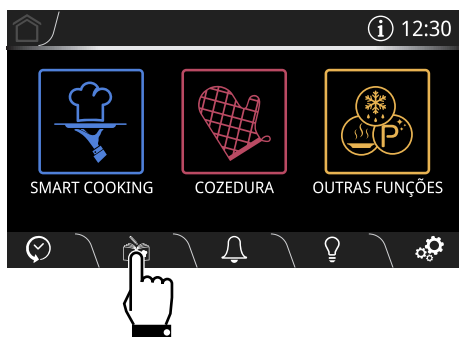 12:30
SMART COOKING
COZEDURA
OUTRAS FUNÇÕES
P